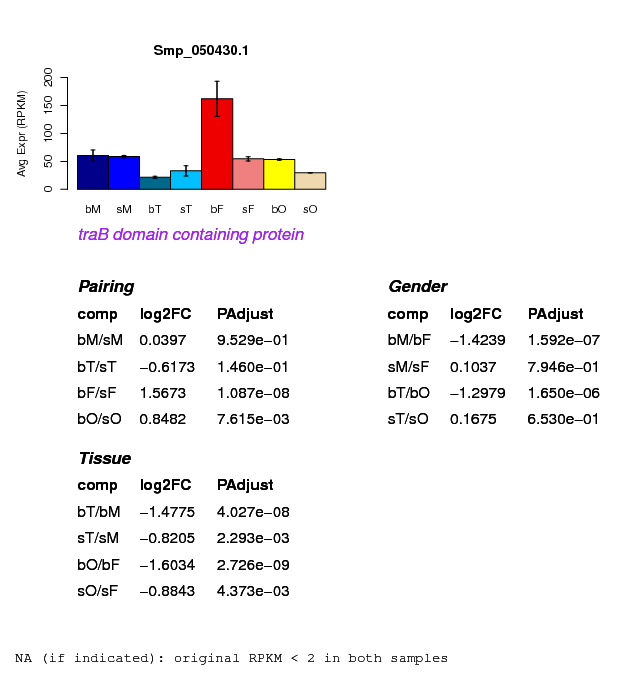 Smp_050430.1
Avg Expr (RPKM)
200
150
100
50
0
bM sM bT sT bF sF bO sO
traB domain containing protein
Pairing
comp log2FC PAdjust
bM/sM 0.0397 9.529e−01
bT/sT −0.6173 1.460e−01
bF/sF 1.5673 1.087e−08
bO/sO 0.8482 7.615e−03
Gender
comp log2FC PAdjust
bM/bF −1.4239 1.592e−07
sM/sF 0.1037 7.946e−01
bT/bO −1.2979 1.650e−06
sT/sO 0.1675 6.530e−01
Tissue
comp log2FC PAdjust
bT/bM −1.4775 4.027e−08
sT/sM −0.8205 2.293e−03
bO/bF −1.6034 2.726e−09
sO/sF −0.8843 4.373e−03
NA (if indicated): original RPKM < 2 in both samples